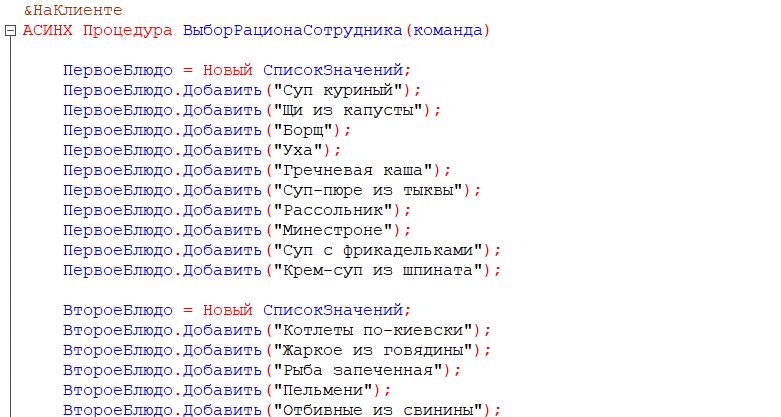 &НаКлиенте
АСИНХ Процедура ВыборРационаСотрудника(команда)
ПервоеБлюдо = Новый СписокЗначений;
ПервоеБлюдо.Добавить("Суп куриный");
ПервоеБлюдо.Добавить("Щи из капусты");
ПервоеБлюдо.Добавить("Борщ");
ПервоеБлюдо.Добавить("Уха");
ПервоеБлюдо.Добавить("Гречневая каша");
ПервоеБлюдо.Добавить("Суп-пюре из тыквы");
ПервоеБлюдо.Добавить("Рассольник");
ПервоеБлюдо.Добавить("Минестроне");
ПервоеБлюдо.Добавить("Суп с фрикадельками");
ПервоеБлюдо.Добавить("Крем-суп из шпината");
ВтороеБлюдо = Новый СписокЗначений;
ВтороеБлюдо.Добавить("Котлеты по-киевски");
ВтороеБлюдо.Добавить("Жаркое из говядины");
ВтороеБлюдо.Добавить("Рыба запеченная");
ВтороеБлюдо.Добавить("Пельмени");
ВтороеБлюдо.Добавить("Отбивные из свинины");